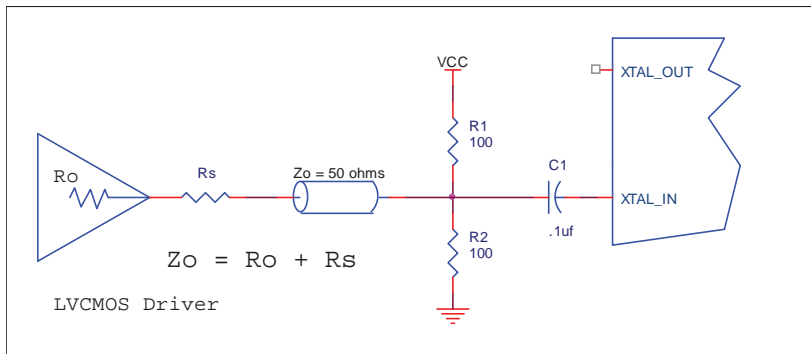 VCC
XTAL_OUT
R1
100
Ro
Rs
Zo = 50 ohms
C1
XTAL_IN
.1uf
R2
100
Zo = Ro + Rs
LVCMOS Driver